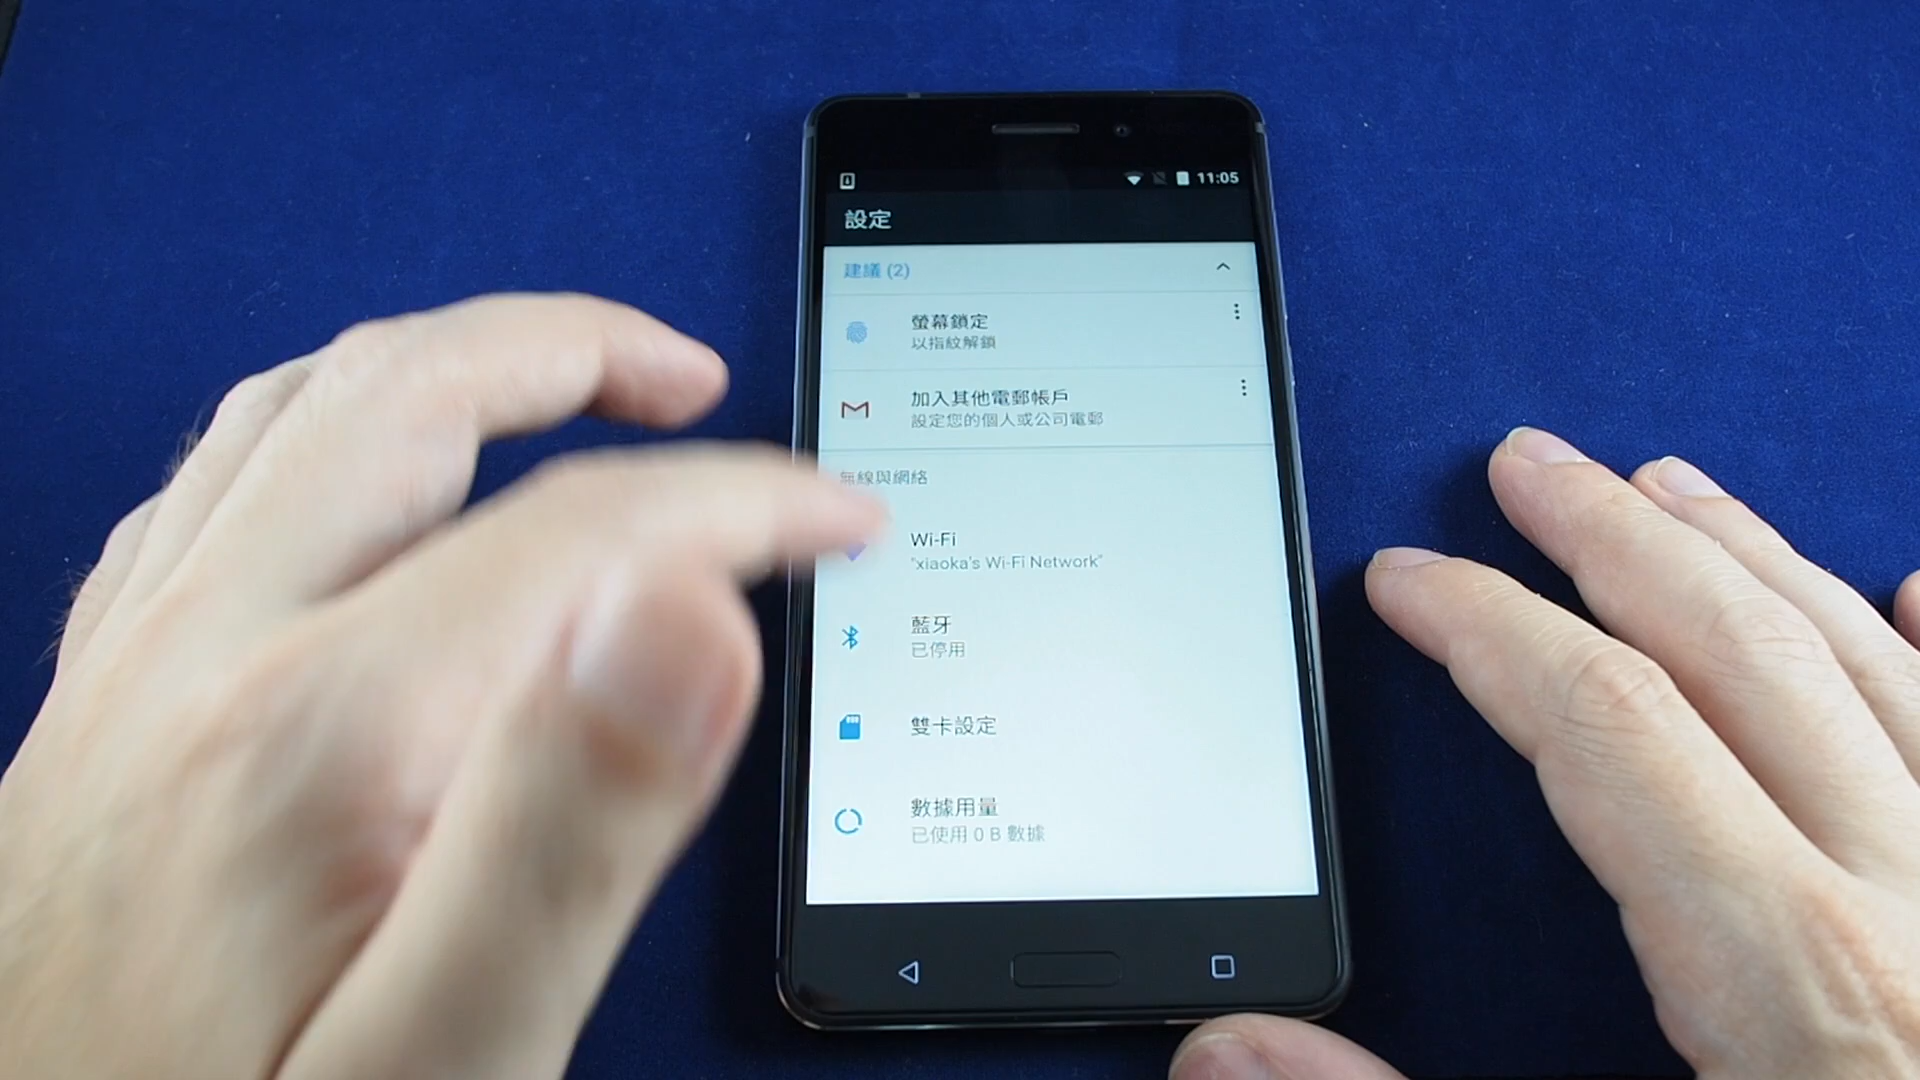 11:05
設定
建議 (2)
螢幕鎖定
以指紋解鎖
加入其他電郵帳戶
設定您的個人或公司電郵
無線與網絡
Wi-Fi
"xiaoka's Wi-Fi Network"
藍牙
已停用
雙卡設定
數據用量
已使用 0 B 數據